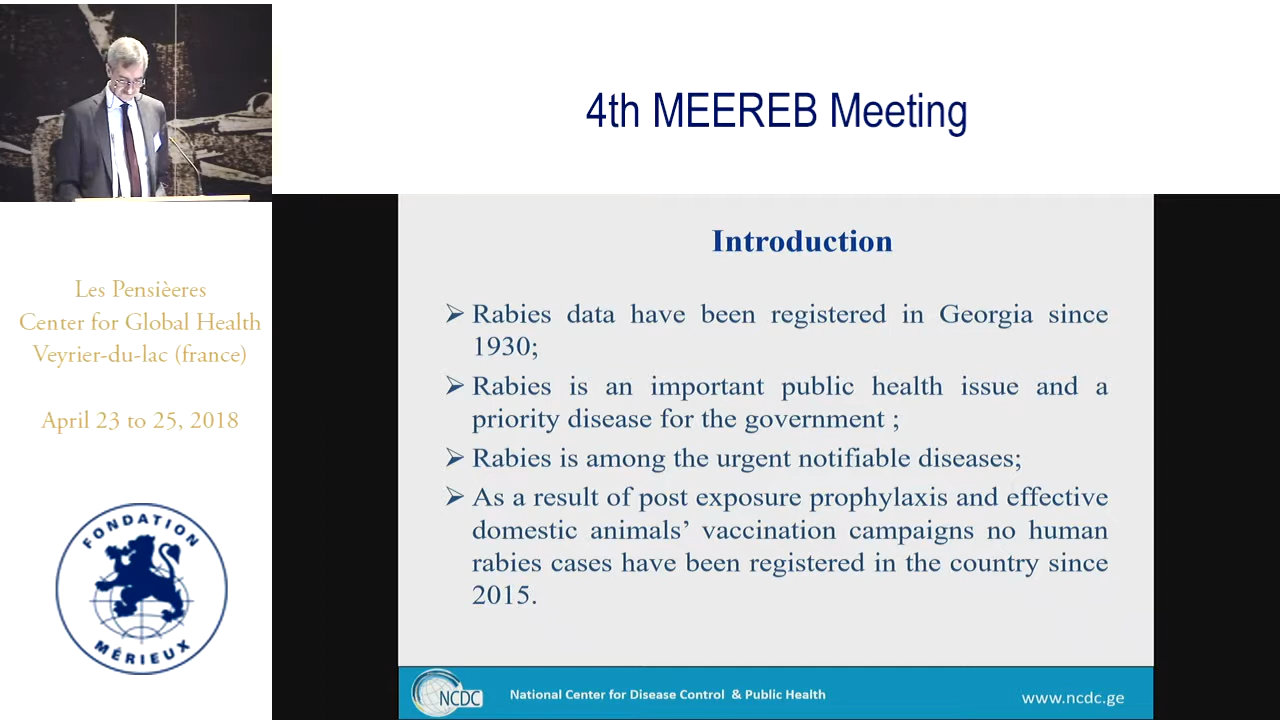 4th MEEREB Meeting
Les Pensièeres
Center for Global Health
Veyrier-du-lac (france)
April 23 to 25, 2018
FONDATION
MÉRIEUX
Introduction
➢ Rabies data have been registered in Georgia since
1930;
➢ Rabies is an important public health issue and a
priority disease for the government ;
➢ Rabies is among the urgent notifiable diseases;
➢ As a result of post exposure prophylaxis and effective
domestic animals’ vaccination campaigns no human
rabies cases have been registered in the country since
2015.
NCDC
National Center for Disease Control & Public Health
www.ncdc.ge